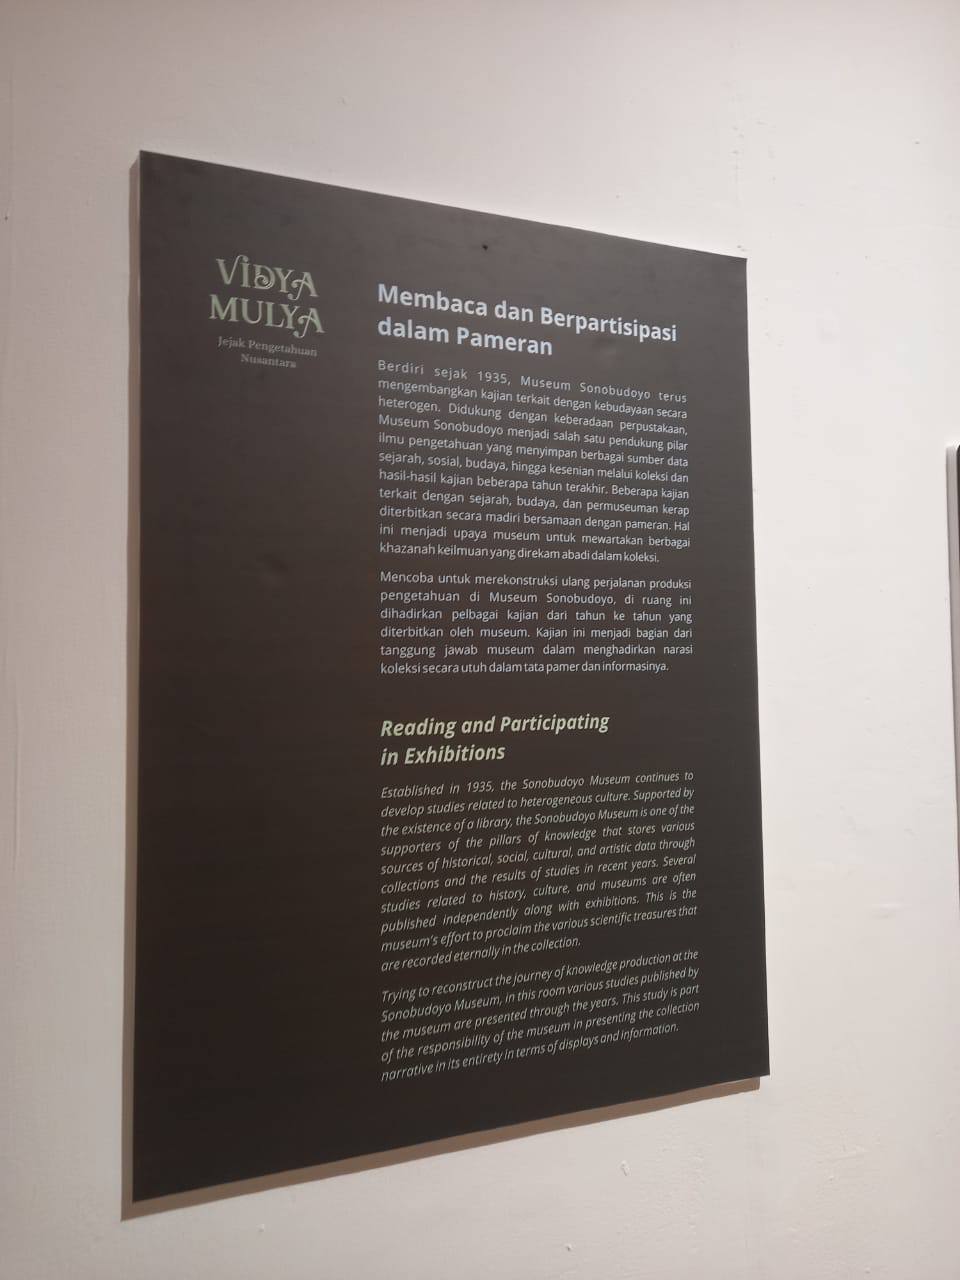 VIDYA
MULYA
Jejak Pengetahuan
Nusantara
Membaca dan Berpartisipasi
dalam Pameran
Berdiri sejak 1935, Museum Sonobudoyo terus
mengembangkan kajian terkait dengan kebudayaan secara
heterogen. Didukung dengan keberadaan perpustakaan,
Museum Sonobudoyo menjadi salah satu pendukung pilar
ilmu pengetahuan yang menyimpan berbagai sumber data
sejarah, sosial, budaya, hingga kesenian melalui koleksi dan
hasil-hasil kajian beberapa tahun terakhir. Beberapa kajian
terkait dengan sejarah, budaya, dan permuseuman kerap
diterbitkan secara madiri bersamaan dengan pameran. Hal
ini menjadi upaya museum untuk mewartakan berbagai
khazanah keilmuan yang direkam abadi dalam koleksi.
Mencoba untuk merekonstruksi ulang perjalanan produksi
pengetahuan di Museum Sonobudoyo, di ruang ini
dihadirkan pelbagai kajian dari tahun ke tahun yang
diterbitkan oleh museum. Kajian ini menjadi bagian dari
tanggung jawab museum dalam menghadirkan narasi
koleksi secara utuh dalam tata pamer dan informasinya.
Reading and Participating
in Exhibitions
Established in 1935, the Sonobudoyo Museum continues to
develop studies related to heterogeneous culture. Supported by
the existence of a library, the Sonobudoyo Museum is one of the
supporters of the pillars of knowledge that stores various
sources of historical, social, cultural, and artistic data through
collections and the results of studies in recent years. Several
studies related to history, culture, and museums are often
published independently along with exhibitions. This is the
museum's effort to proclaim the various scientific treasures that
are recorded eternally in the collection.
Trying to reconstruct the journey of knowledge production at the
Sonobudoyo Museum, in this room various studies published by
the museum are presented through the years. This study is part
of the responsibility of the museum in presenting the collection
narrative in its entirety in terms of displays and information.